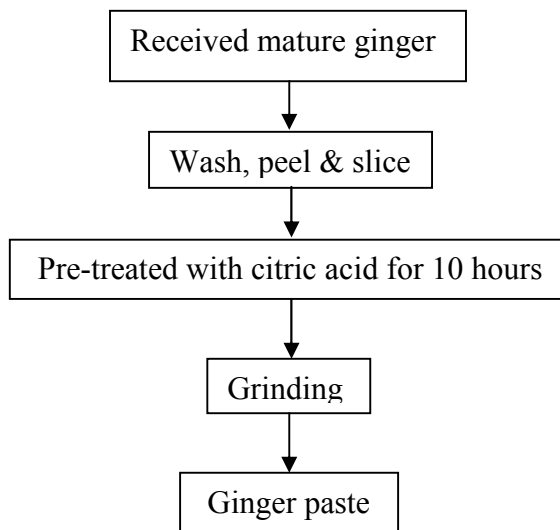 Received mature ginger
Wash, peel & slice
Pre-treated with citric acid for 10 hours
Grinding
Ginger paste